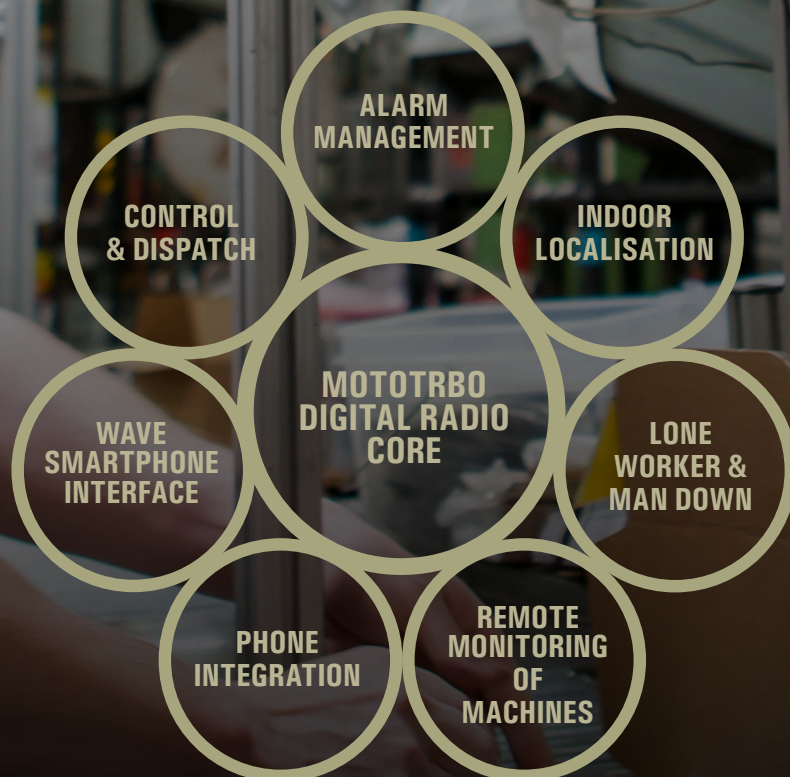 ALARM
MANAGEMENT
CONTROL
& DISPATCH
INDOOR
LOCALISATION
MOTOTRBO
DIGITAL RADIO
CORE
WAVE
SMARTPHONE
INTERFACE
LONE
WORKER &
MAN DOWN
PHONE
INTEGRATION
REMOTE
MONITORING
OF
MACHINES